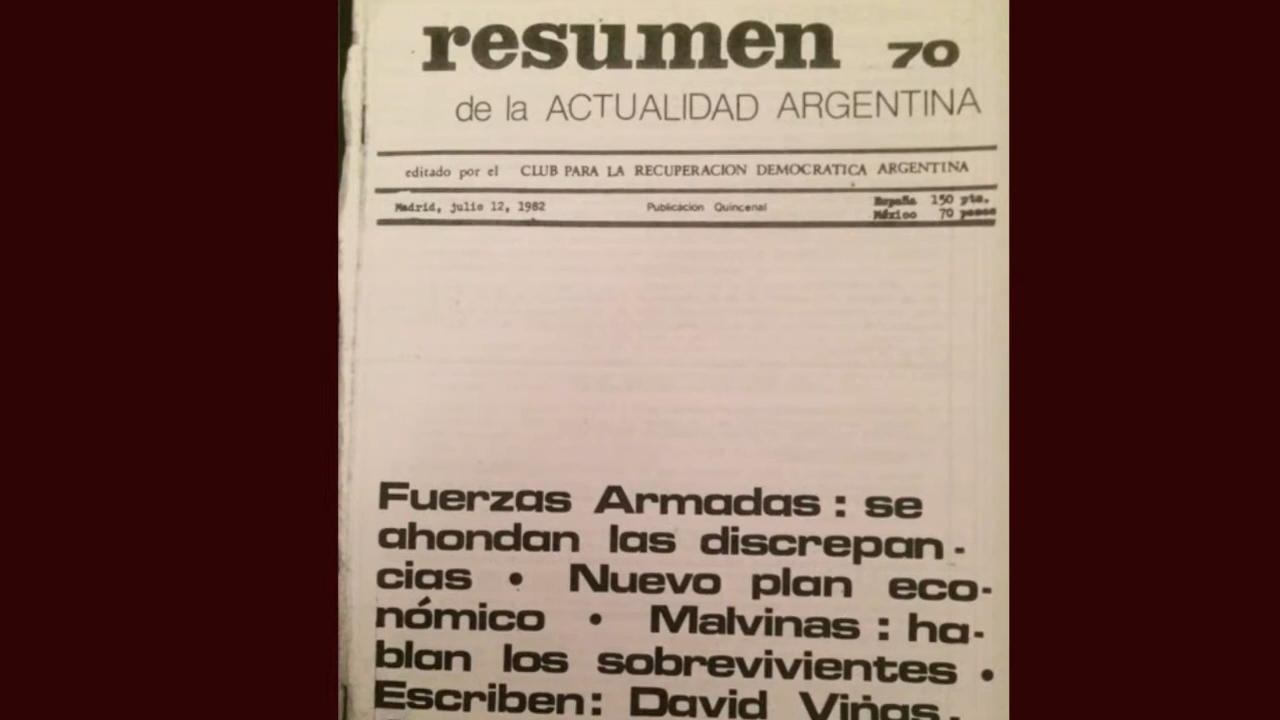 resumen 70
de la ACTUALIDAD ARGENTINA
editado por el CLUB PARA LA RECUPERACION DEMOCRATICA ARGENTINA
Madrid, julio 12, 1982 Publicación Quincenal España 150 pts.
México 70 pesos
Fuerzas Armadas : se
ahondan las discrepan-
cias • Nuevo plan eco-
nómico • Malvinas : ha-
blan los sobrevivientes •
Escriben: David Viñas,